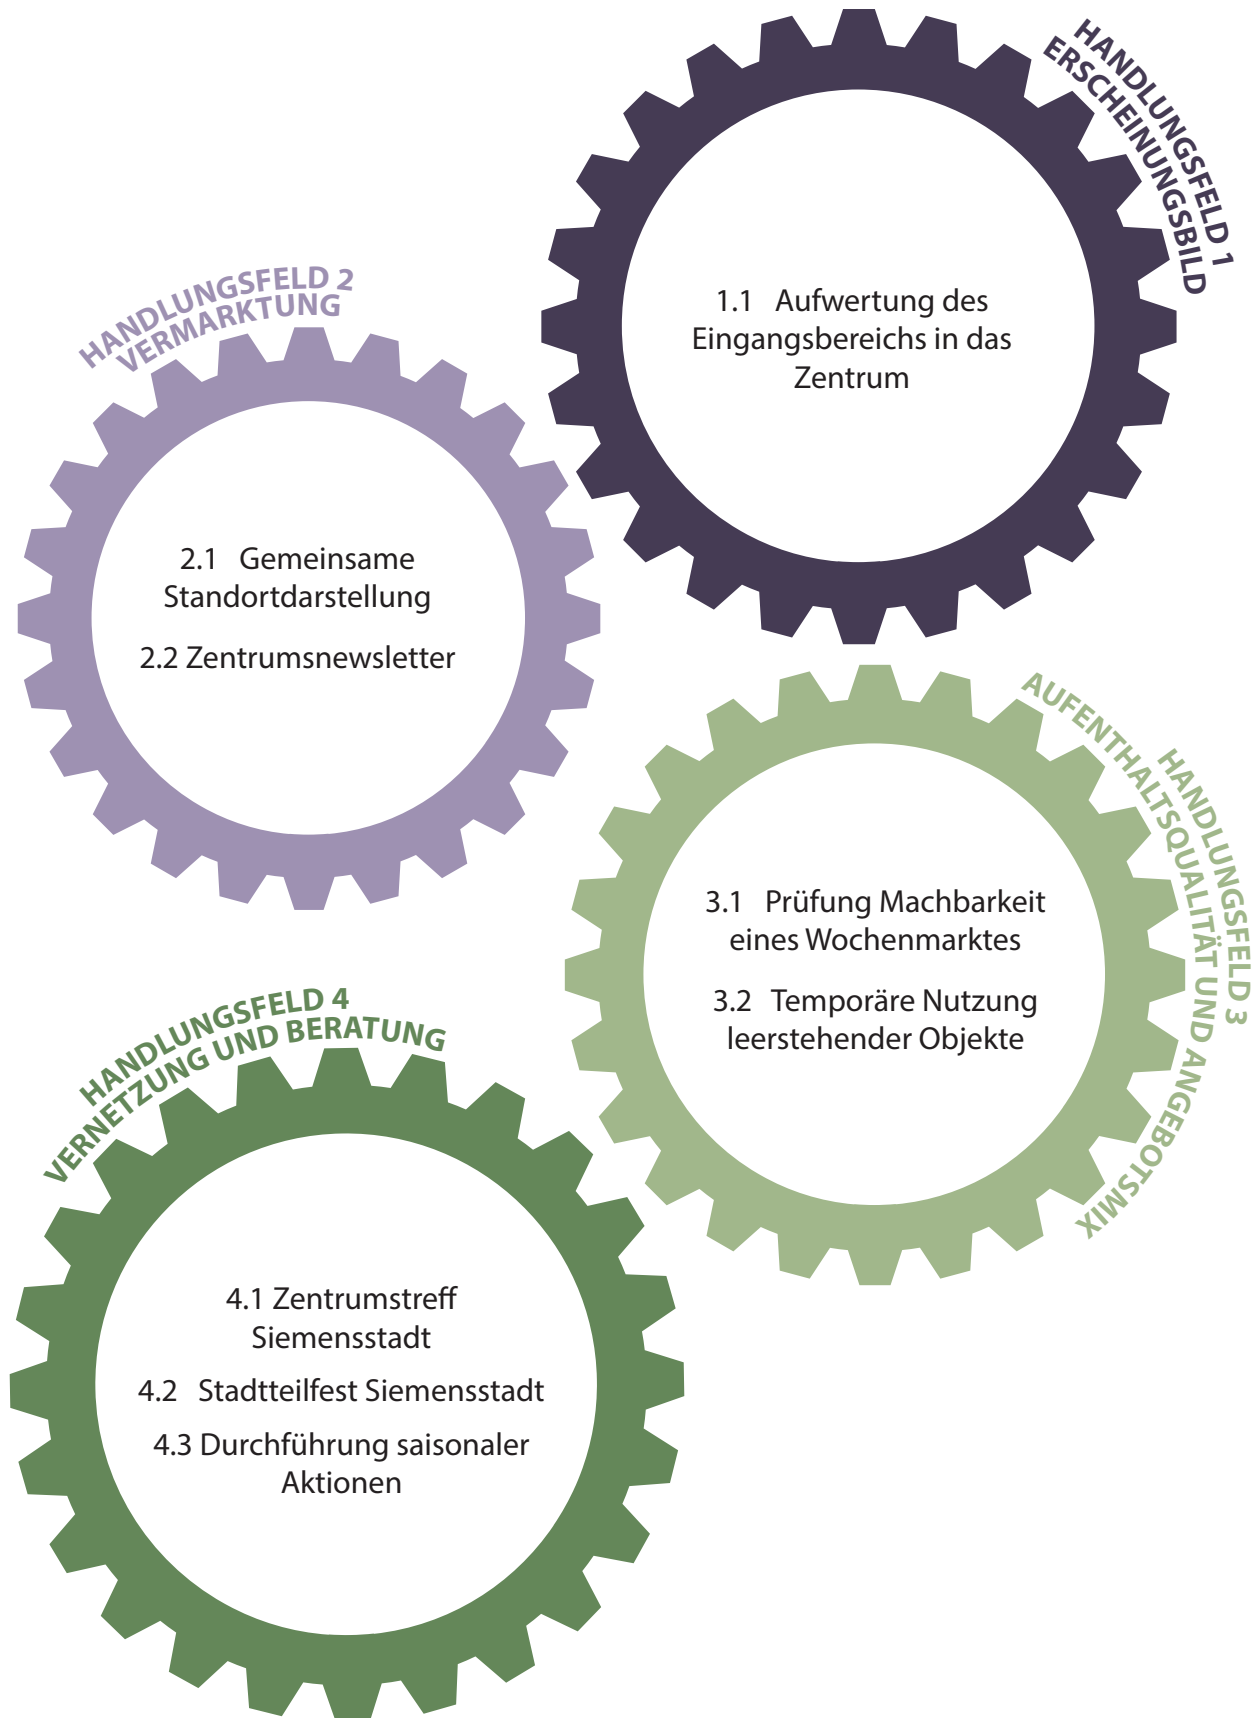 HANDLUNGSFELD 1
ERSCHEINUNGSBILD
1.1 Aufwertung des
Eingangsbereichs in das
Zentrum
HANDLUNGSFELD 2
VERMARKTUNG
2.1 Gemeinsame
Standortdarstellung
2.2 Zentrumsnewsletter
HANDLUNGSFELD 3
AUFENTHALTSQUALITÄT UND ANGEBOTSMIX
3.1 Prüfung Machbarkeit
eines Wochenmarktes
3.2 Temporäre Nutzung
leerstehender Objekte
HANDLUNGSFELD 4
VERNETZUNG UND BERATUNG
4.1 Zentrumstreff
Siemensstadt
4.2 Stadtteilfest Siemensstadt
4.3 Durchführung saisonaler
Aktionen